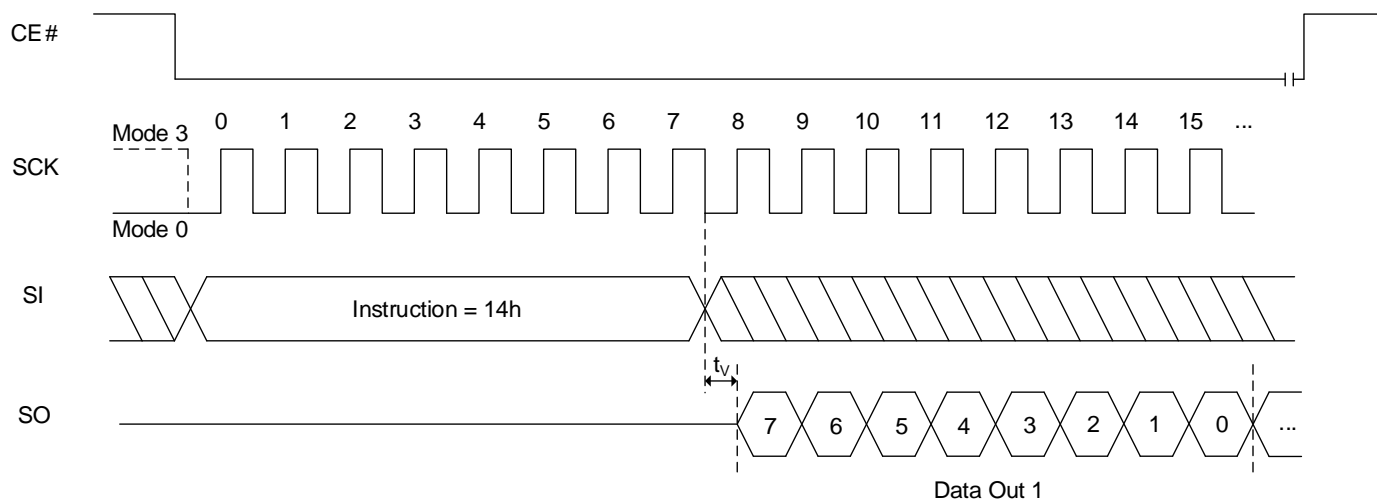 CE#
0 1 2 3 4 5 6 7 8 9 10 11 12 13 14 15 ...
Mode 3
SCK
Mode 0
SI
Instruction = 14h
tV
SO
7 6 5 4 3 2 1 0 ...
Data Out 1